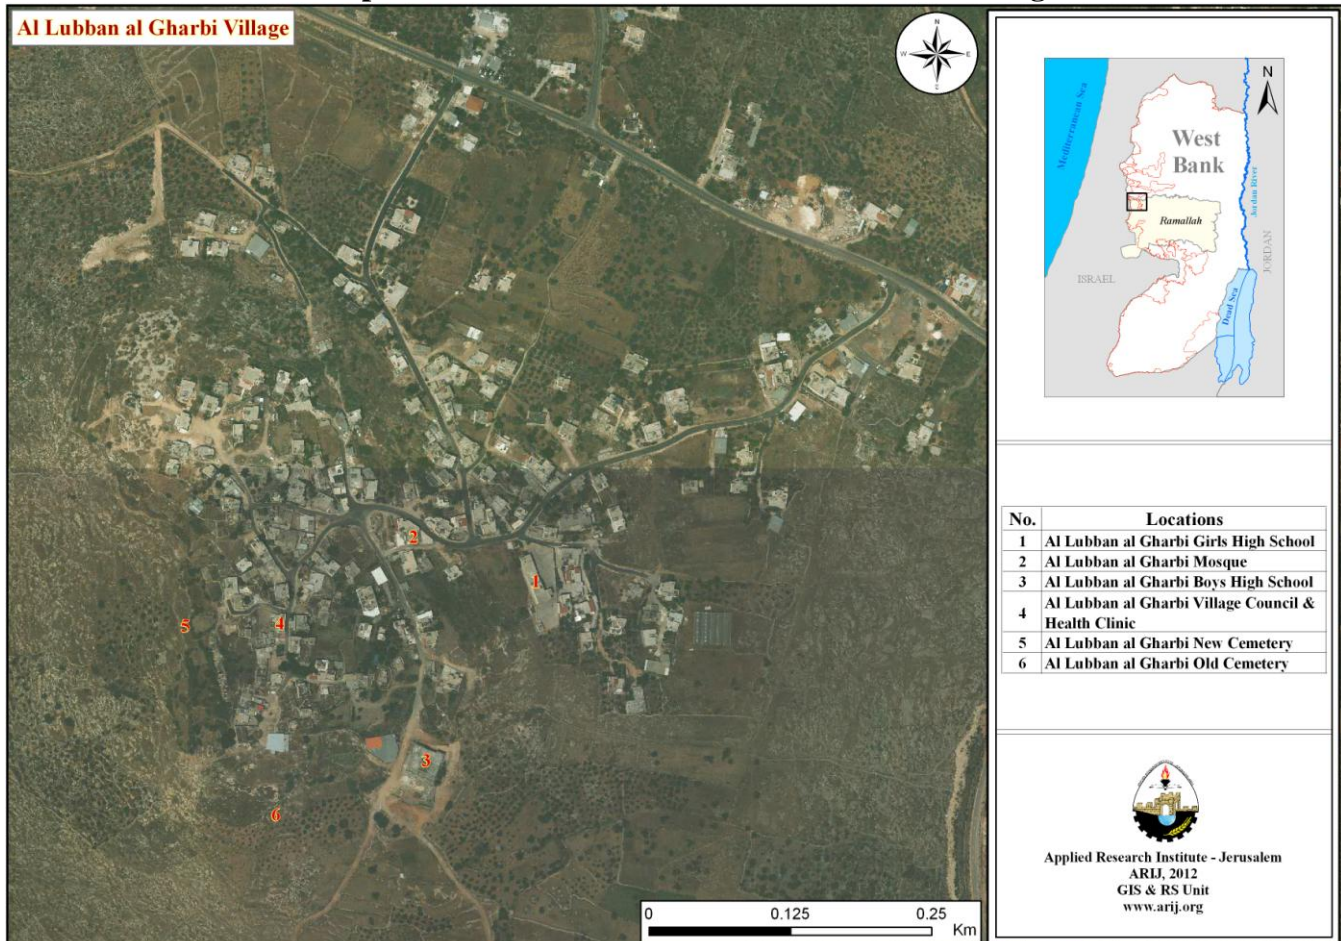 Al Lubban al Gharbi Village
N
W
E
E
0
0.125
0.25
Km
N
Mediterranean Sea
West
Bank
Ramallah
Jordan River
ISRAEL
JORDAN
Dead Sea
No. Locations
1 Al Lubban al Gharbi Girls High School
2 Al Lubban al Gharbi Mosque
3 Al Lubban al Gharbi Boys High School
4 Al Lubban al Gharbi Village Council &
Health Clinic
5 Al Lubban al Gharbi New Cemetery
6 Al Lubban al Gharbi Old Cemetery
2
1
5
4
3
6
Applied Research Institute - Jerusalem
ARIJ, 2012
GIS & RS Unit
www.arij.org